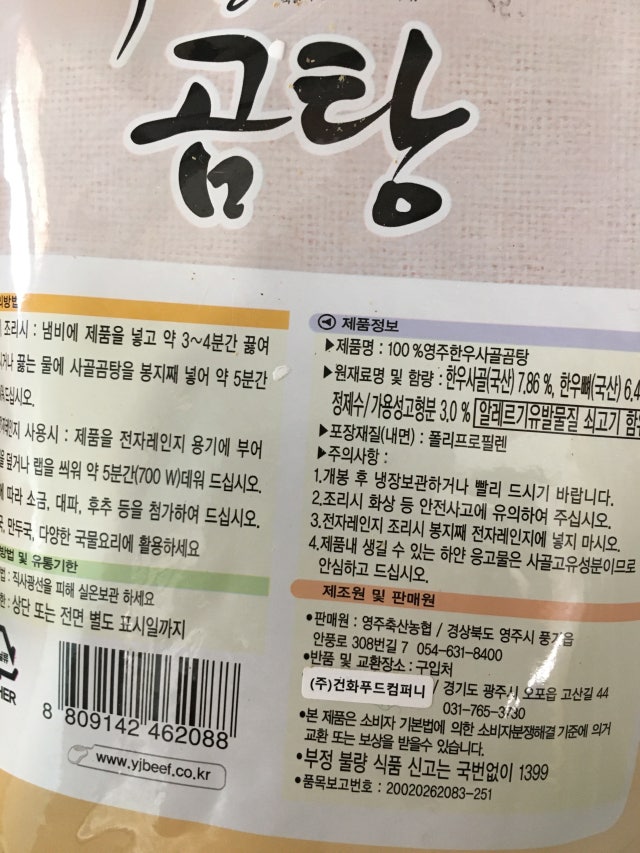 곰탕
조리시 : 냄비에 제품을 넣고 약 3~4분간 끓여
끓는 물에 사골곰탕을 봉지째 넣어 약 5분간
드십시오.
사용시 : 제품을 전자레인지 용기에 부어
덮거나 랩을 씌워 약 5분간(700 W)데워 드십시오.
따라 소금, 대파, 후추 등을 첨가하여 드십시오.
만두국, 다양한 국물요리에 활용하세요
방법 및 유통기한
직사광선을 피해 실온보관 하세요
상단 또는 전면 별도 표시일까지
8 809142 462088
www.yjbeef.co.kr
제품정보
▶제품명 : 100 %영주한우사골곰탕
▶원재료명 및 함량 : 한우사골(국산) 7.86 %, 한우뼈(국산) 6.4
정제수/가용성고형분 3.0 % 알레르기유발물질 쇠고기 함
▶포장재질(내면) : 폴리프로필렌
▶주의사항 :
1.개봉 후 냉장보관하거나 빨리 드시기 바랍니다.
2.조리시 화상 등 안전사고에 유의하여 주십시오.
3.전자레인지 조리시 봉지째 전자레인지에 넣지 마시오.
4.제품내 생길 수 있는 하얀 응고물은 사골고유성분이므로
안심하고 드십시오.
제조원 및 판매원
•판매원 : 영주축산농협 / 경상북도 영주시 풍기읍
안풍로 308번길 7 054-631-8400
•반품 및 교환장소 : 구입처
(주)건화푸드컴퍼니 / 경기도 광주시 오포읍 고산길 44
031-765-3730
•본 제품은 소비자 기본법에 의한 소비자분쟁해결 기준에 의거
교환 또는 보상을 받을수 있습니다.
•부정 불량 식품 신고는 국번없이 1399
•품목보고번호 : 20020262083-251